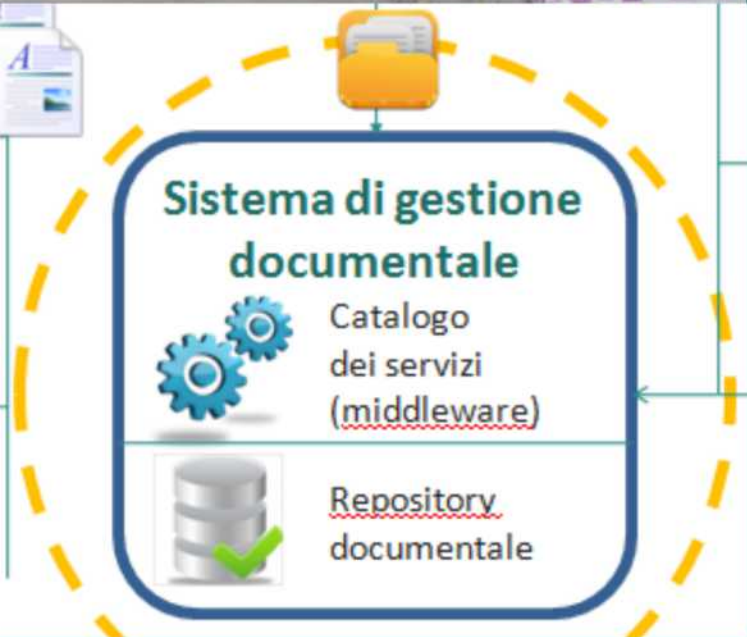 Sistema di gestione
documentale
Catalogo
dei servizi
(middleware)
Repository
documentale